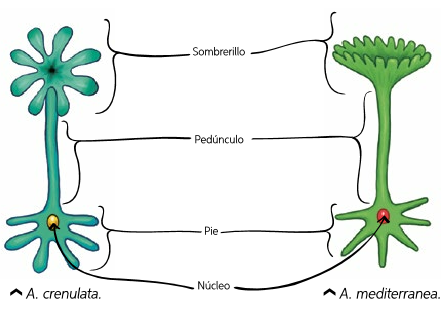 Sombrerillo
Pedúnculo
Pie
Núcleo
A. crenulata.
A. mediterranea.